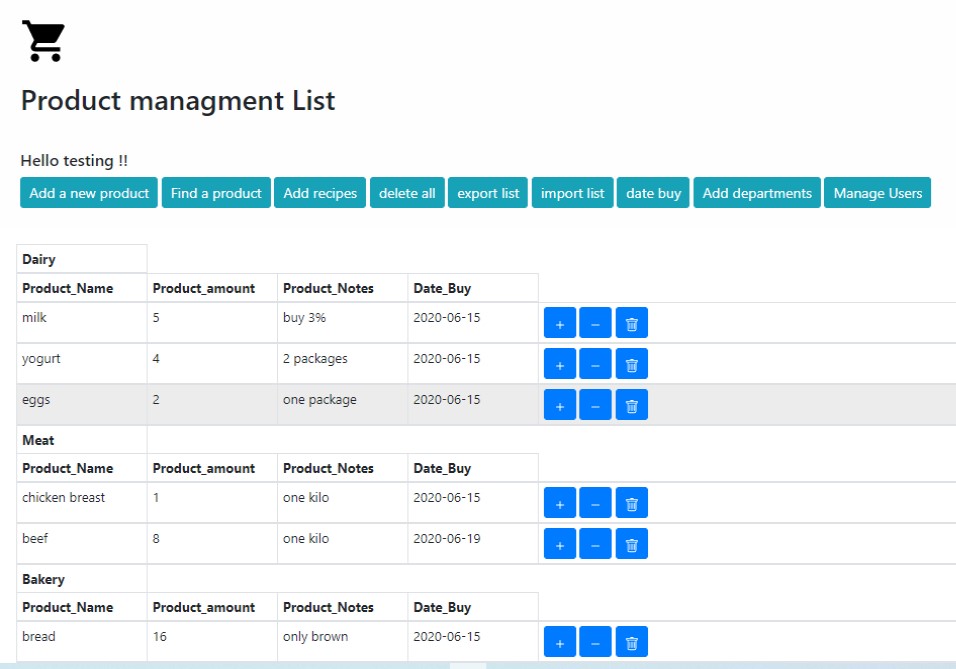 Product managment List
Hello testing !!
Add a new product Find a product Add recipes delete all export list import list date buy Add departments Manage Users
Dairy
Product_Name Product_amount Product_Notes Date_Buy
milk 5 buy 3% 2020-06-15 + −
yogurt 4 2 packages 2020-06-15 + −
eggs 2 one package 2020-06-15 + −
Meat
Product_Name Product_amount Product_Notes Date_Buy
chicken breast 1 one kilo 2020-06-15 + −
beef 8 one kilo 2020-06-19 + −
Bakery
Product_Name Product_amount Product_Notes Date_Buy
bread 16 only brown 2020-06-15 + −